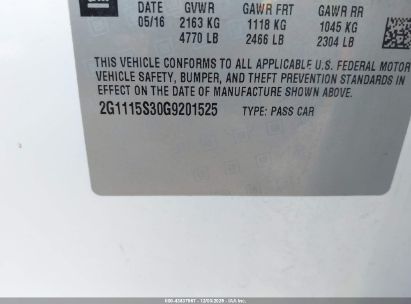 GM
DATE GVWR GAWR FRT GAWR RR
05/16 2163 KG 1118 KG 1045 KG
4770 LB 2466 LB 2304 LB
THIS VEHICLE CONFORMS TO ALL APPLICABLE U.S. FEDERAL MOTOR
VEHICLE SAFETY, BUMPER, AND THEFT PREVENTION STANDARDS IN
EFFECT ON THE DATE OF MANUFACTURE SHOWN ABOVE.
2G1115S30G9201525 TYPE: PASS CAR